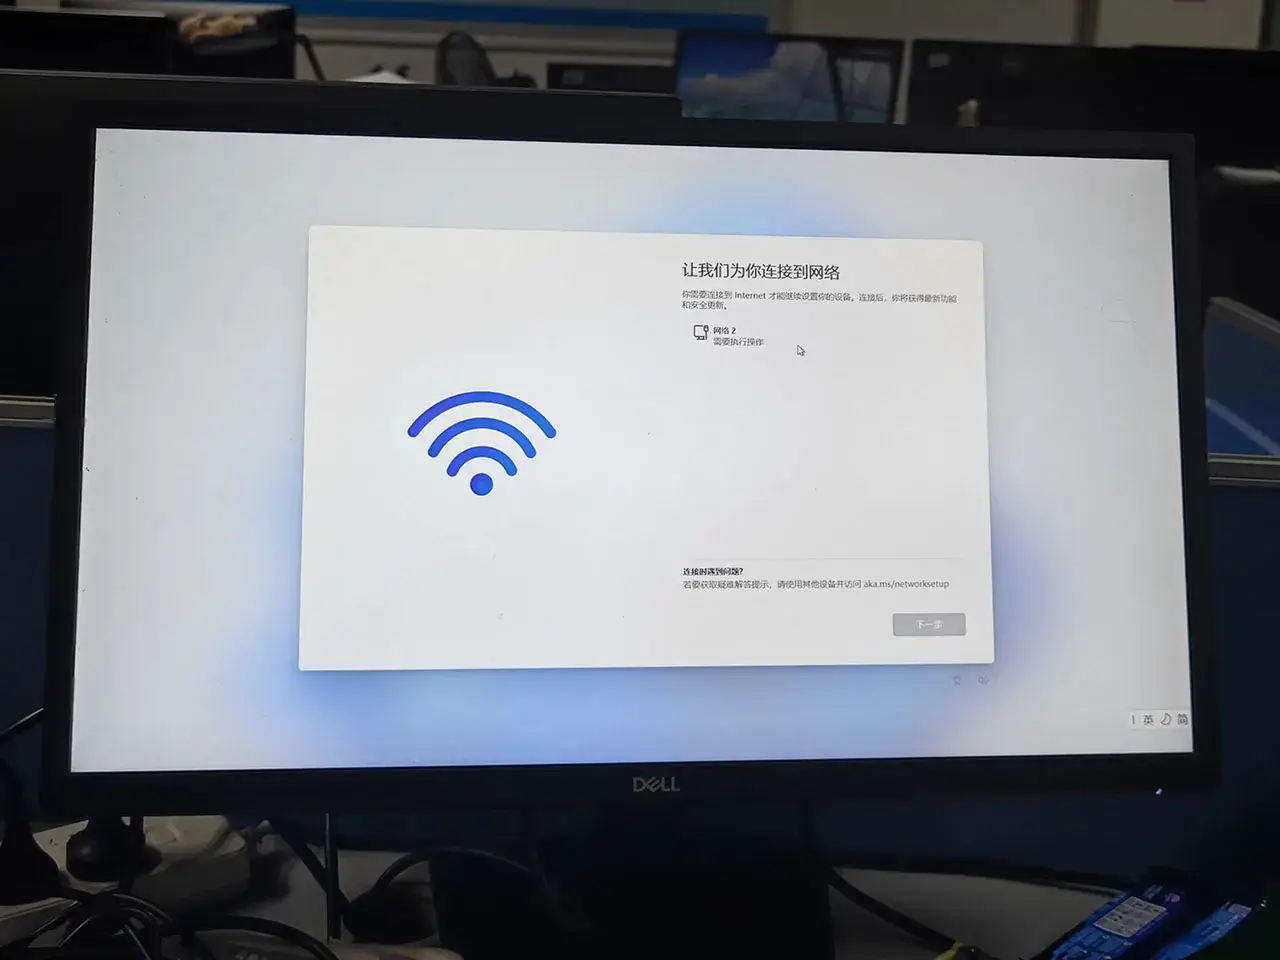 让我们为你连接到网络
你需要连接到 Internet 才能继续设置你的设备。连接后，你将获得最新功能
和安全更新。
网络 2
需要执行操作
连接时遇到问题?
若要获取疑难解答提示，请使用其他设备并访问 aka.ms/networksetup
下一步
英 简
DELL